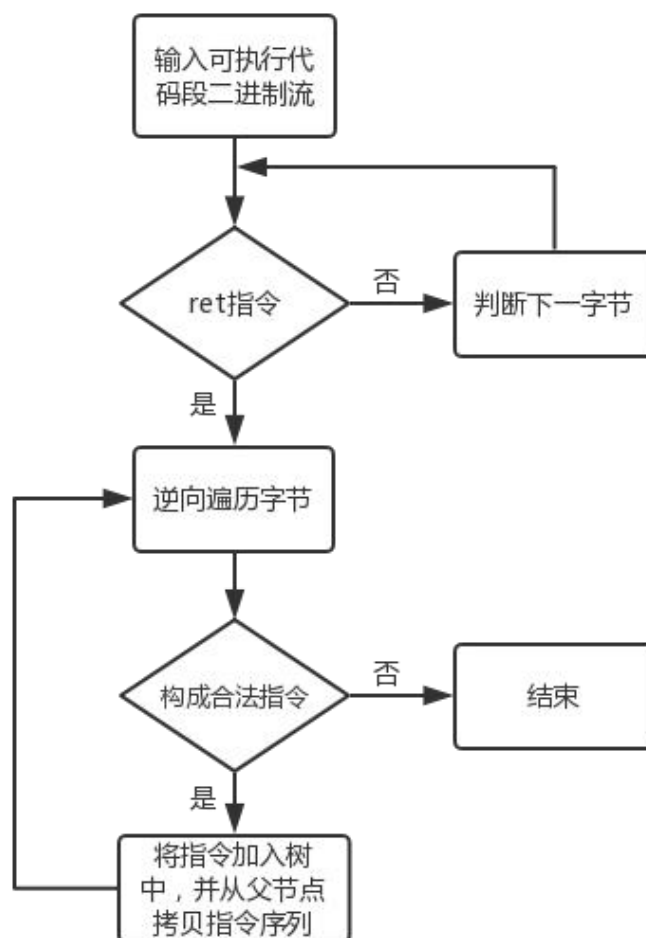 输入可执行代
码段二进制流
ret指令
否
判断下一字节
是
逆向遍历字节
构成合法指令
否
结束
是
将指令加入树
中，并从父节点
拷贝指令序列